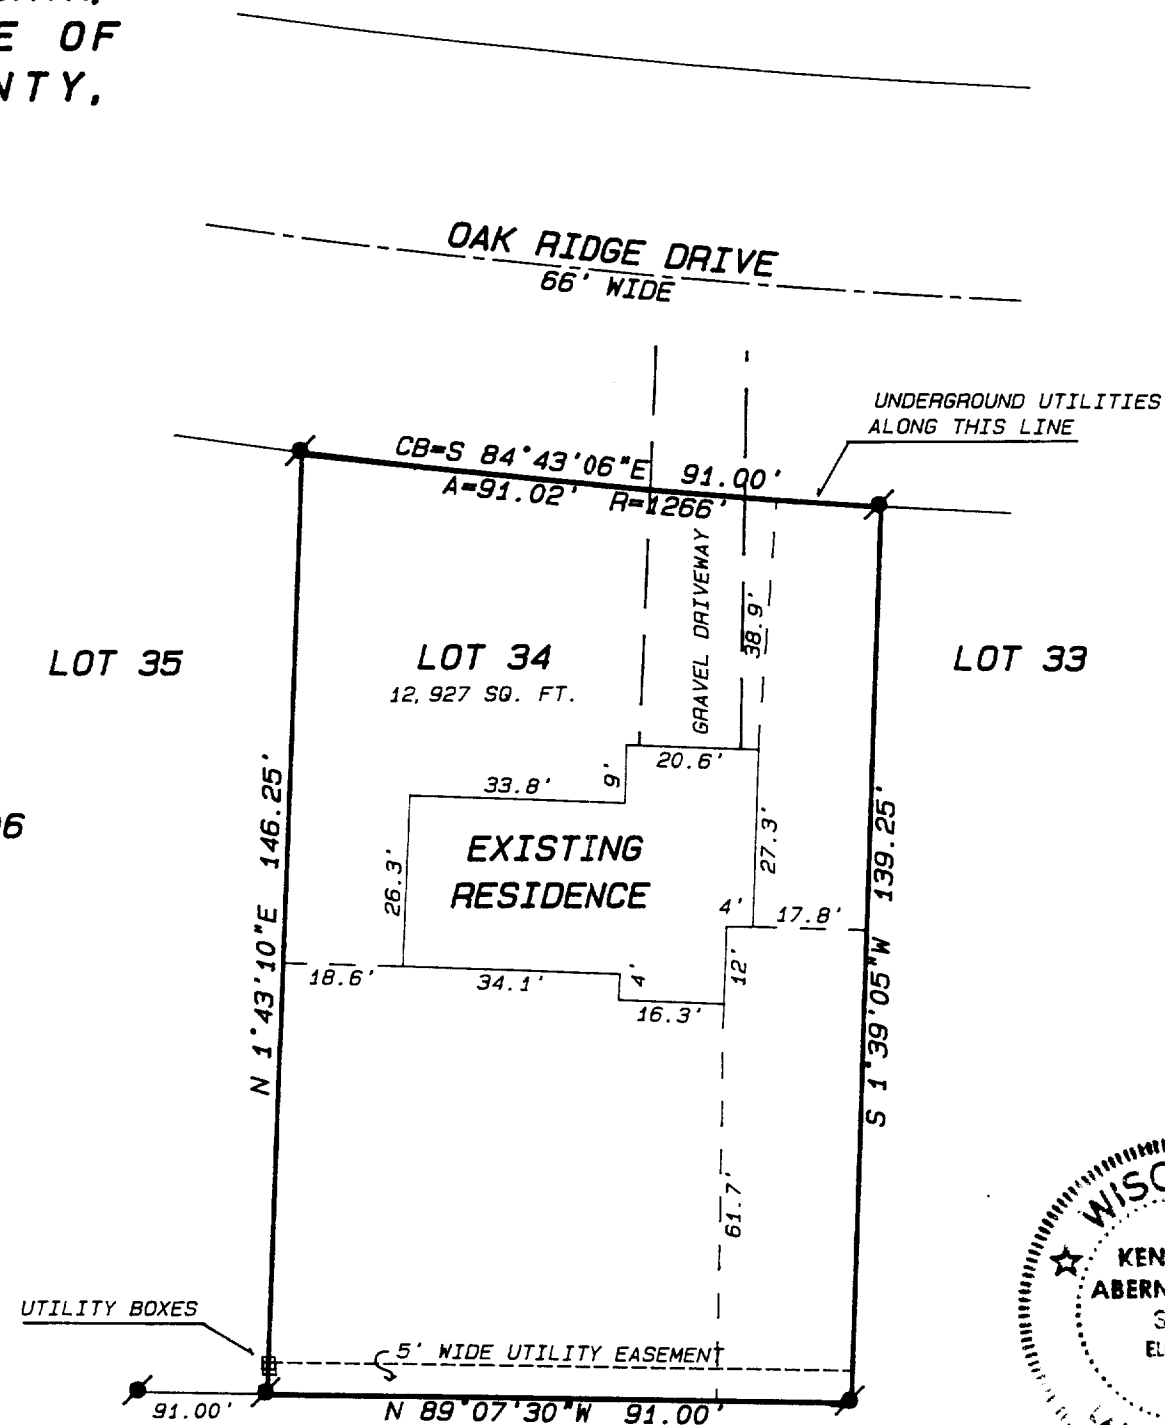 E OF
NTY,
OAK RIDGE DRIVE
66' WIDE
UNDERGROUND UTILITIES
ALONG THIS LINE
CB=S 84°43'06"E 91.00'
A=91.02' R=1266'
GRAVEL DRIVEWAY
38.9'
LOT 35
LOT 34
12,927 SQ. FT.
LOT 33
20.6'
9'
33.8'
N 1°43'10"E 146.25'
S 1°39'05"W 139.25'
EXISTING
RESIDENCE
26.3'
27.3'
4'
17.8'
12'
18.6'
34.1'
4'
16.3'
61.7'
UTILITY BOXES
5' WIDE UTILITY EASEMENT
91.00'
N 89°07'30"W 91.00'
WISC
KEN
ABERN